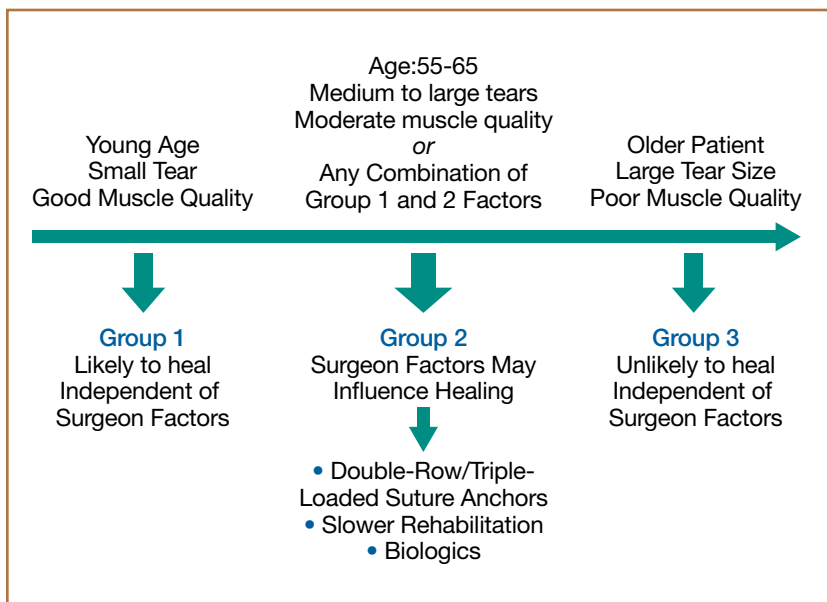 Young Age
Small Tear
Good Muscle Quality
Age:55-65
Medium to large tears
Moderate muscle quality
or
Any Combination of
Group 1 and 2 Factors
Older Patient
Large Tear Size
Poor Muscle Quality
Group 1
Likely to heal
Independent of
Surgeon Factors
Group 2
Surgeon Factors May
Influence Healing
• Double-Row/Triple-
Loaded Suture Anchors
• Slower Rehabilitation
• Biologics
Group 3
Unlikely to heal
Independent of
Surgeon Factors